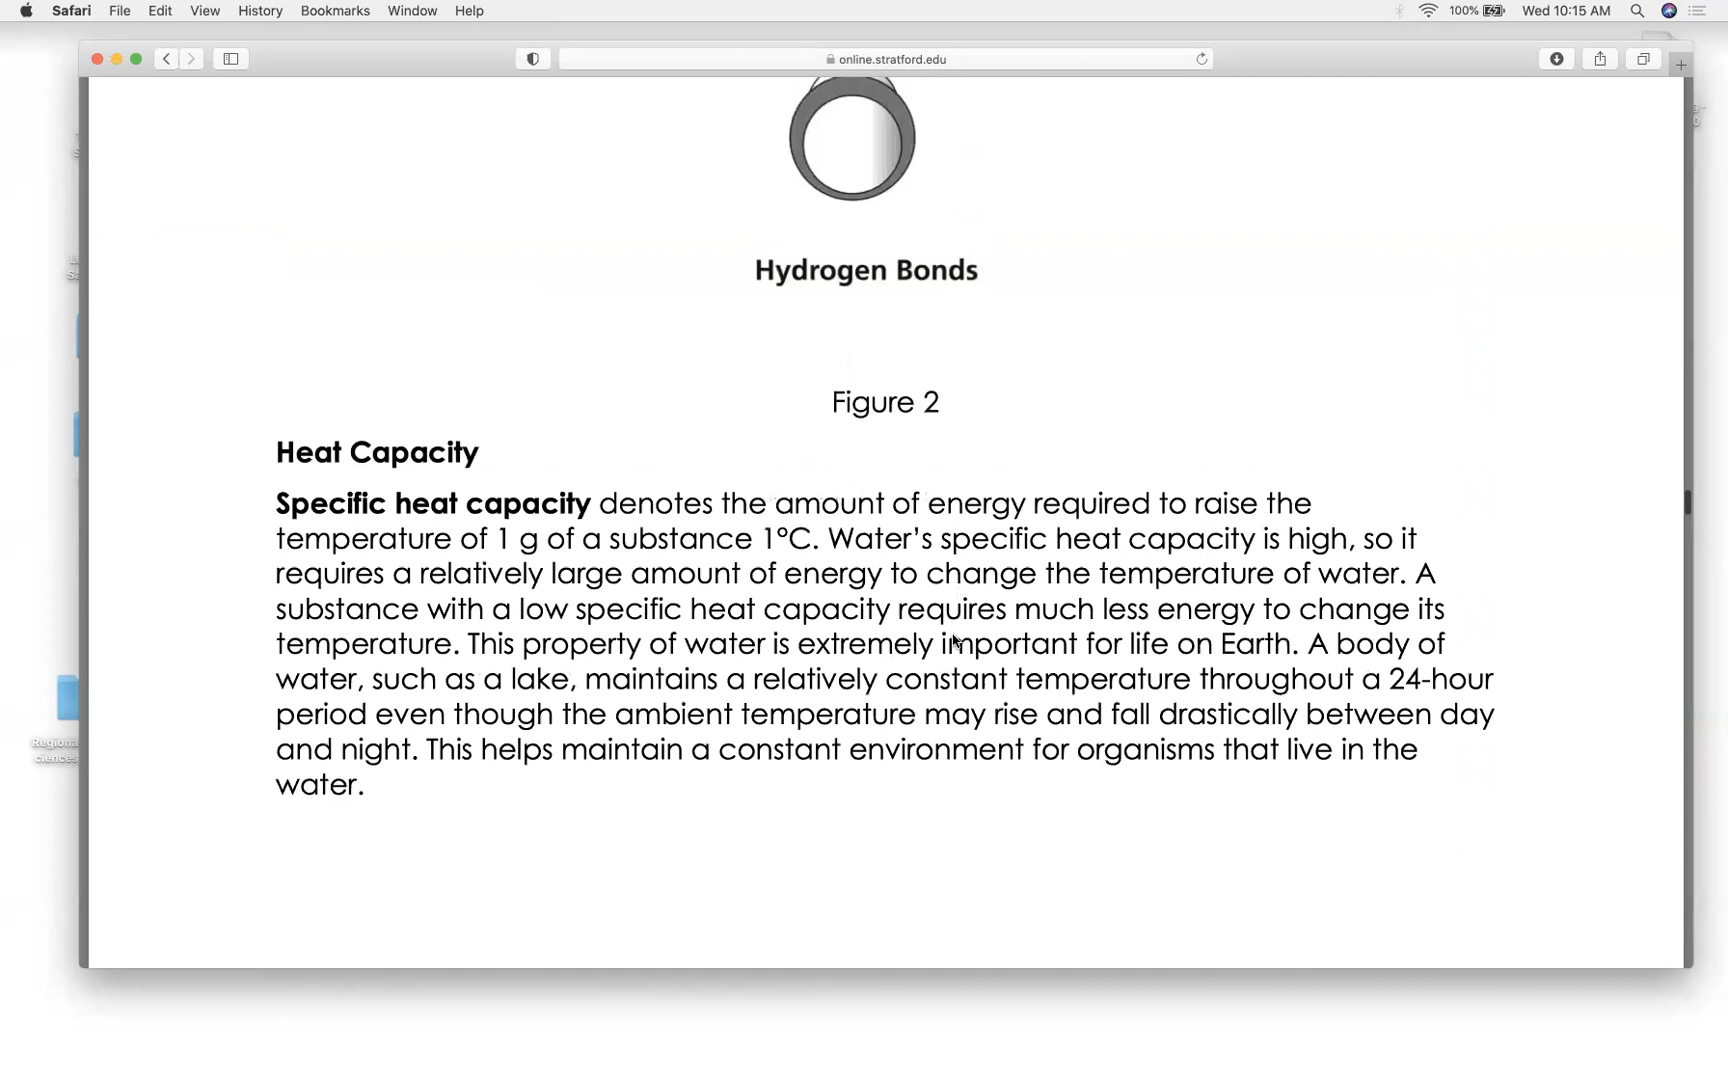 Safari File Edit View History Bookmarks Window Help 100% Wed 10:15 AM
online.stratford.edu
Hydrogen Bonds
Figure 2
Heat Capacity
Specific heat capacity denotes the amount of energy required to raise the
temperature of 1 g of a substance 1°C. Water's specific heat capacity is high, so it
requires a relatively large amount of energy to change the temperature of water. A
substance with a low specific heat capacity requires much less energy to change its
temperature. This property of water is extremely important for life on Earth. A body of
water, such as a lake, maintains a relatively constant temperature throughout a 24-hour
period even though the ambient temperature may rise and fall drastically between day
and night. This helps maintain a constant environment for organisms that live in the
water.